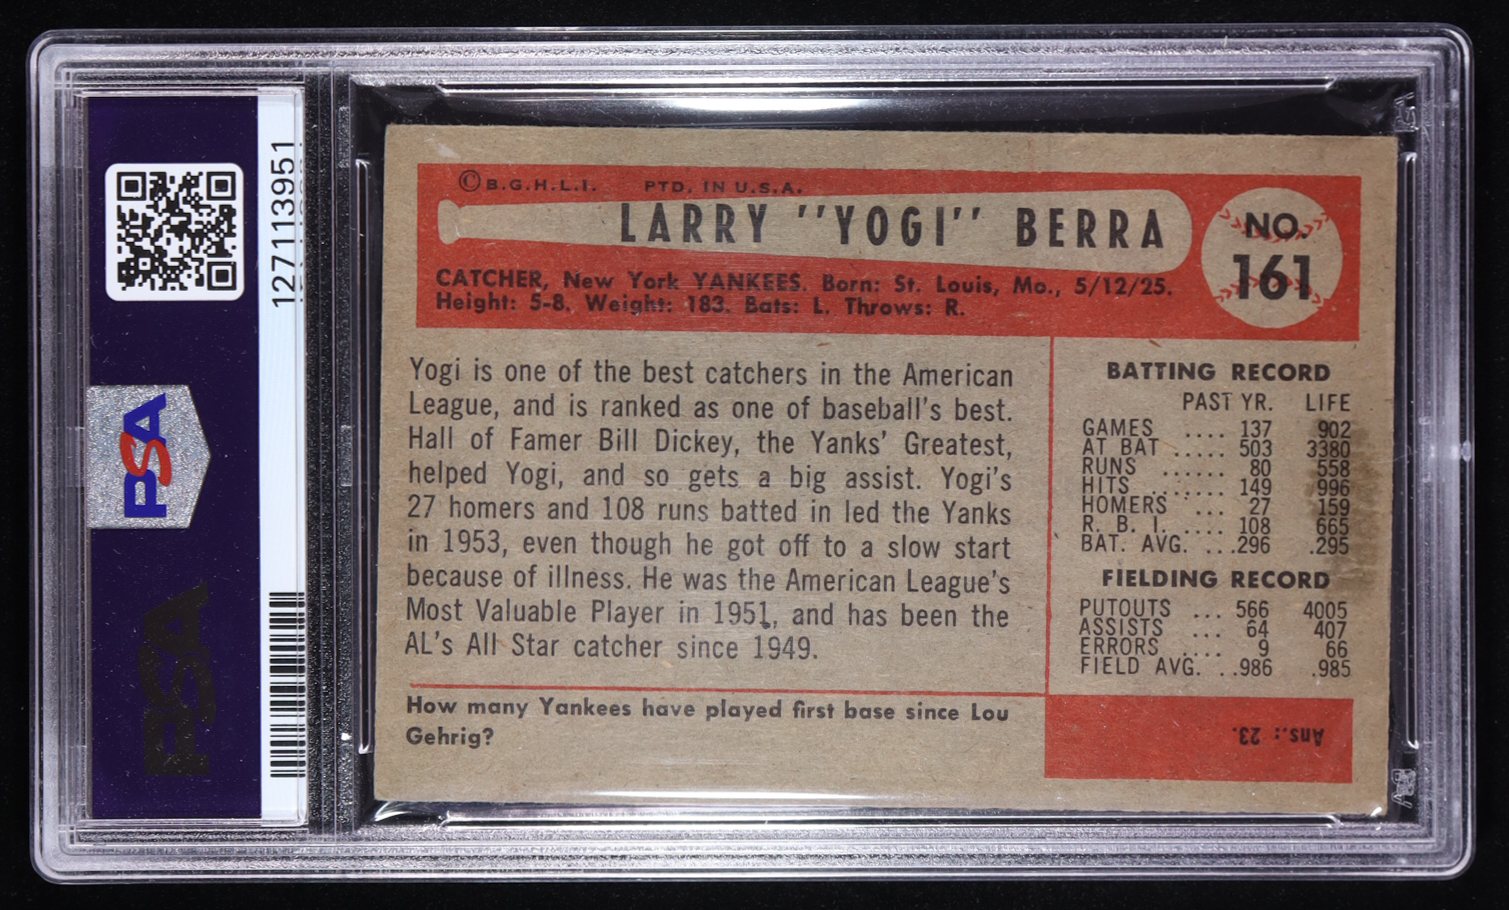 127113951
PSA
PSA
©B.G.H.L.I. PTD. IN U.S.A.
LARRY "YOGI" BERRA
NO.
161
CATCHER, New York YANKEES. Born: St. Louis, Mo., 5/12/25.
Height: 5-8. Weight: 183. Bats: L. Throws: R.
Yogi is one of the best catchers in the American
League, and is ranked as one of baseball's best.
Hall of Famer Bill Dickey, the Yanks' Greatest,
helped Yogi, and so gets a big assist. Yogi's
27 homers and 108 runs batted in led the Yanks
in 1953, even though he got off to a slow start
because of illness. He was the American League's
Most Valuable Player in 1951, and has been the
AL's All Star catcher since 1949.
How many Yankees have played first base since Lou
Gehrig?
BATTING RECORD
PAST YR. LIFE
GAMES .... 137 902
AT BAT ..... 503 3380
RUNS ...... 80 558
HITS ....... 149 996
HOMERS ... 27 159
R. B. I. .... 108 665
BAT. AVG. ...296 .295
FIELDING RECORD
PUTOUTS ... 566 4005
ASSISTS ... 64 407
ERRORS .... 9 66
FIELD AVG. ..986 .985
Ans.: 23.